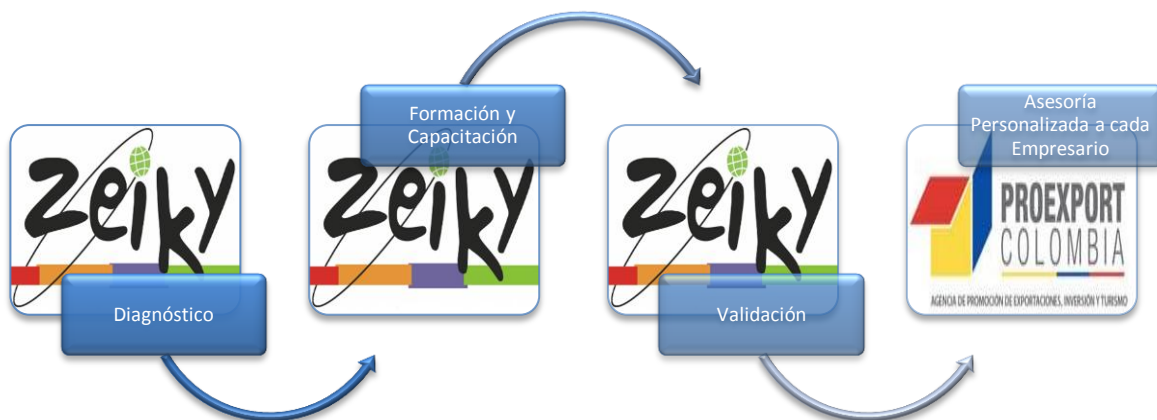 zeiky
Diagnóstico
Formación y
Capacitación
zeiky
zeiky
Validación
Asesoría
Personalizada a cada
Empresario
PROEXPORT
COLOMBIA
AGENCIA DE PROMOCIÓN DE EXPORTACIONES, INVERSIÓN Y TURISMO